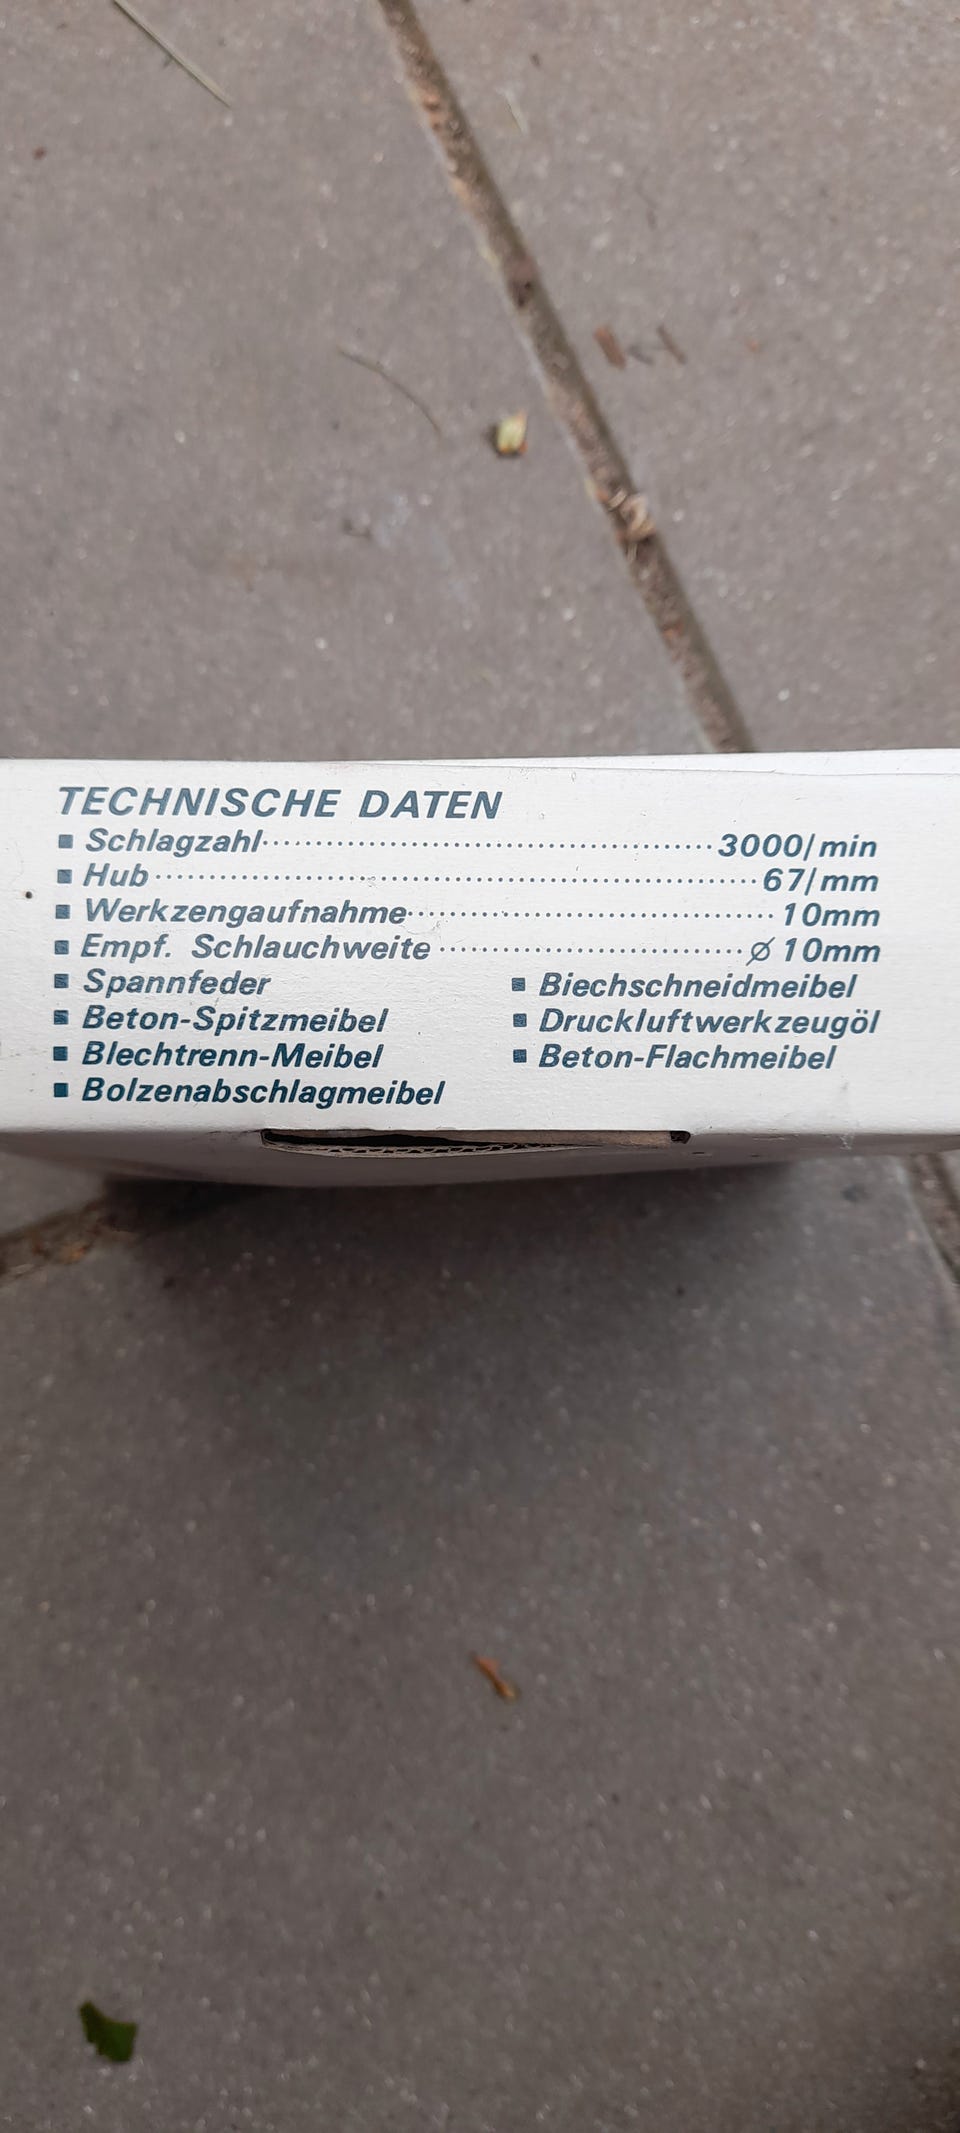 TECHNISCHE DATEN
■ Schlagzahl 3000/min
■ Hub 67/mm
■ Werkzengaufnahme 10mm
■ Empf. Schlauchweite ⌀ 10mm
■ Spannfeder ■ Biechschneidmeibel
■ Beton-Spitzmeibel ■ Druckluftwerkzeugöl
■ Blechtrenn-Meibel ■ Beton-Flachmeibel
■ Bolzenabschlagmeibel